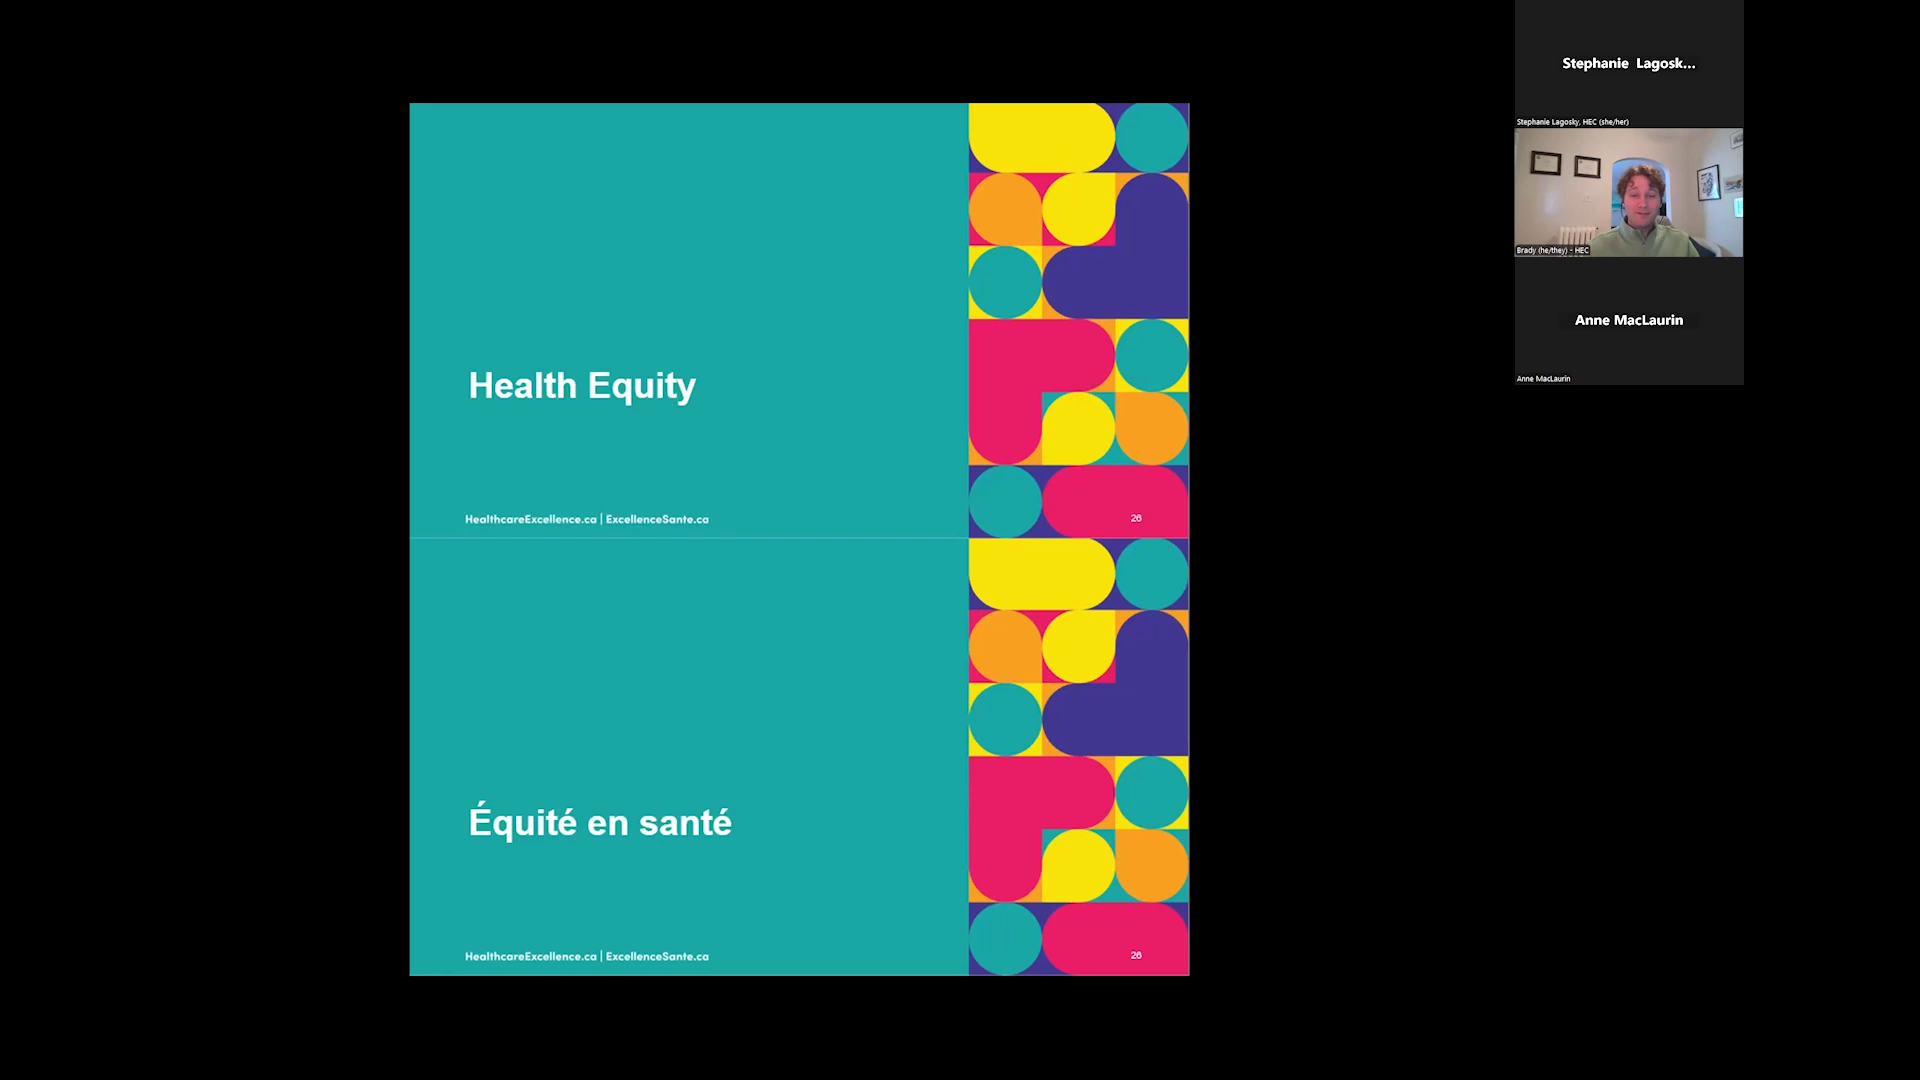 Health Equity
HealthcareExcellence.ca | ExcellenceSante.ca
26
Équité en santé
HealthcareExcellence.ca | ExcellenceSante.ca
26
Stephanie Lagosk...
Stephanie Lagosky, HEC (she/her)
Brady (he/they) - HEC
Anne MacLaurin
Anne MacLaurin